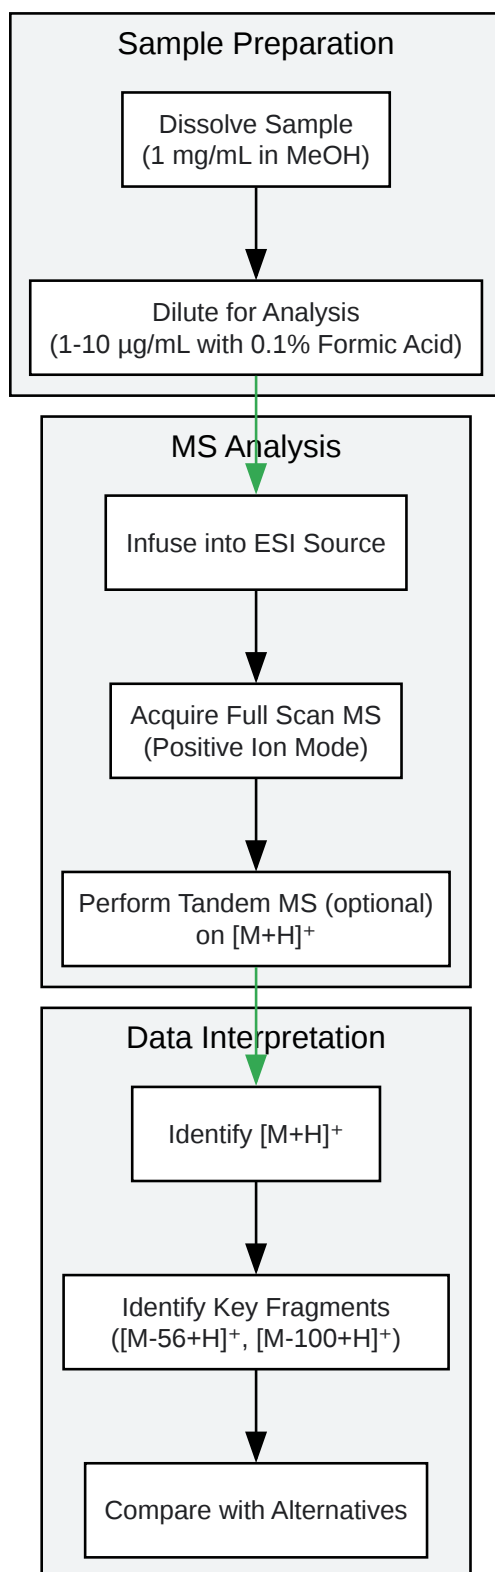 Sample Preparation
Dissolve Sample
(1 mg/mL in MeOH)
Dilute for Analysis
(1-10 µg/mL with 0.1% Formic Acid)
MS Analysis
Infuse into ESI Source
Acquire Full Scan MS
(Positive Ion Mode)
Perform Tandem MS (optional)
on [M+H]⁺
Data Interpretation
Identify [M+H]⁺
Identify Key Fragments
([M-56+H]⁺, [M-100+H]⁺)
Compare with Alternatives